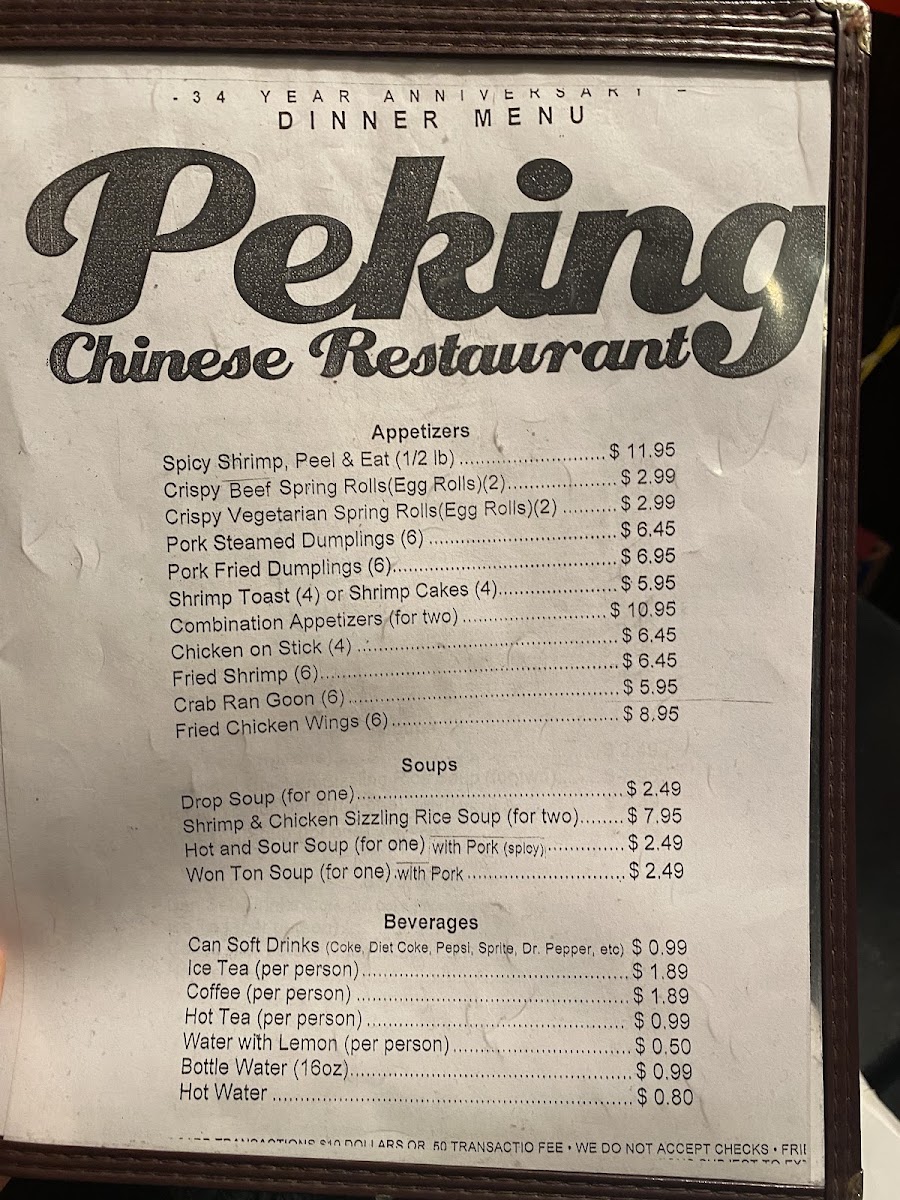 - 34 YEAR ANNIVERSARY -
DINNER MENU
Peking
Chinese Restaurant
Appetizers
Spicy Shrimp, Peel & Eat (1/2 lb)..........................$ 11.95
Crispy Beef Spring Rolls(Egg Rolls)(2)...................$ 2.99
Crispy Vegetarian Spring Rolls(Egg Rolls)(2) ..........$ 2.99
Pork Steamed Dumplings (6) .................................$ 6.45
Pork Fried Dumplings (6).......................................$ 6.95
Shrimp Toast (4) or Shrimp Cakes (4).....................$ 5.95
Combination Appetizers (for two) ..........................$ 10.95
Chicken on Stick (4) .............................................$ 6.45
Fried Shrimp (6)....................................................$ 6.45
Crab Ran Goon (6)................................................$ 5.95
Fried Chicken Wings (6)........................................$ 8.95
Soups
Drop Soup (for one)..............................................$ 2.49
Shrimp & Chicken Sizzling Rice Soup (for two)........$ 7.95
Hot and Sour Soup (for one) with Pork (spicy)..............$ 2.49
Won Ton Soup (for one) with Pork ............................$ 2.49
Beverages
Can Soft Drinks (Coke, Diet Coke, Pepsi, Sprite, Dr. Pepper, etc) $ 0.99
Ice Tea (per person)..............................................$ 1.89
Coffee (per person) ..............................................$ 1.89
Hot Tea (per person)............................................. $ 0.99
Water with Lemon (per person)...............................$ 0.50
Bottle Water (16oz)................................................$ 0.99
Hot Water .............................................................$ 0.80
TRANSACTIONS $10 DOLLARS OR .50 TRANSACTIO FEE • WE DO NOT ACCEPT CHECKS •